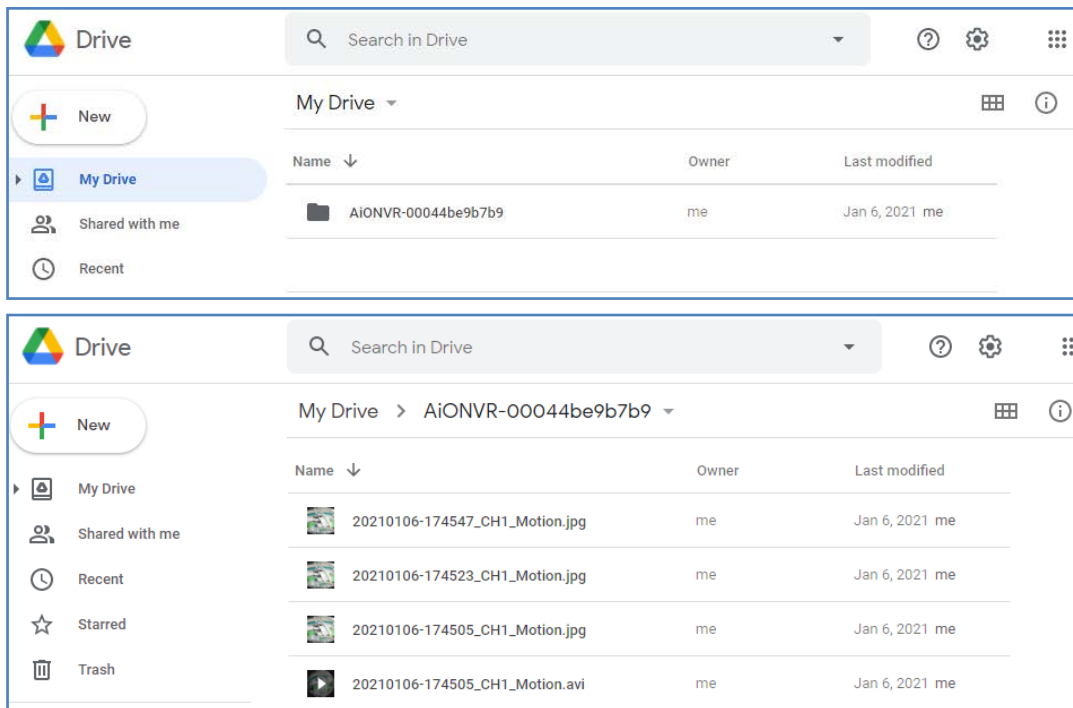 Drive
Search in Drive
New
My Drive
Name Owner Last modified
My Drive
AiONVR-00044be9b7b9 me Jan 6, 2021 me
Shared with me
Recent
Drive
Search in Drive
New
My Drive > AiONVR-00044be9b7b9
Name Owner Last modified
My Drive
20210106-174547_CH1_Motion.jpg me Jan 6, 2021 me
Shared with me
20210106-174523_CH1_Motion.jpg me Jan 6, 2021 me
Recent
Starred
20210106-174505_CH1_Motion.jpg me Jan 6, 2021 me
Trash
20210106-174505_CH1_Motion.avi me Jan 6, 2021 me